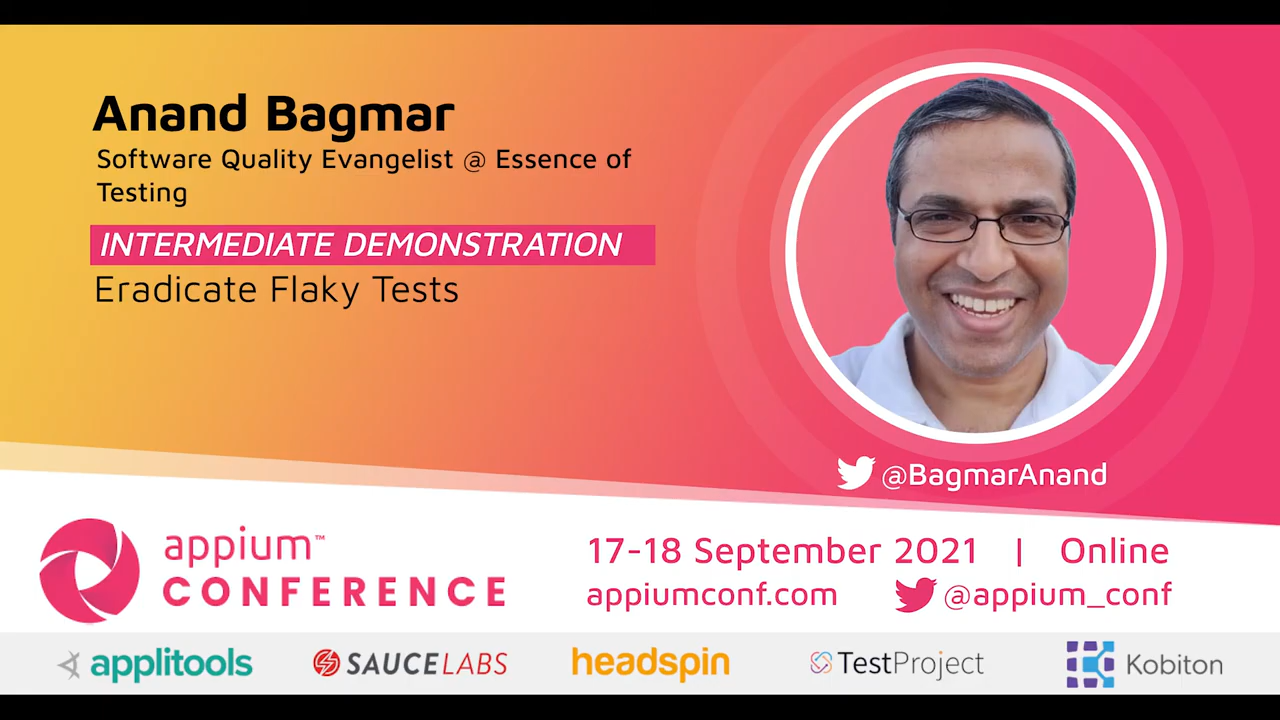 Anand Bagmar
Software Quality Evangelist @ Essence of
Testing
INTERMEDIATE DEMONSTRATION
Eradicate Flaky Tests
@BagmarAnand
appium™
CONFERENCE
17-18 September 2021 | Online
appiumconf.com @appium_conf
applitools SAUCELABS headspin TestProject Kobiton